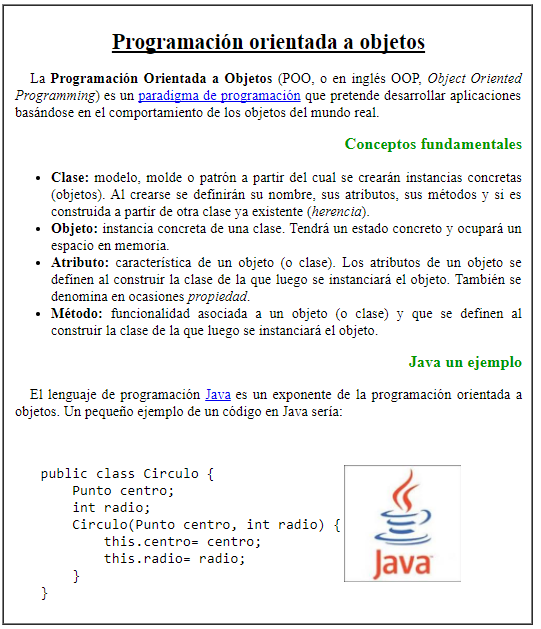 Programación orientada a objetos
La Programación Orientada a Objetos (POO, o en inglés OOP, Object Oriented
Programming) es un paradigma de programación que pretende desarrollar aplicaciones
basándose en el comportamiento de los objetos del mundo real.
Conceptos fundamentales
• Clase: modelo, molde o patrón a partir del cual se crearán instancias concretas
(objetos). Al crearse se definirán su nombre, sus atributos, sus métodos y si es
construida a partir de otra clase ya existente (herencia).
• Objeto: instancia concreta de una clase. Tendrá un estado concreto y ocupará un
espacio en memoria.
• Atributo: característica de un objeto (o clase). Los atributos de un objeto se
definen al construir la clase de la que luego se instanciará el objeto. También se
denomina en ocasiones propiedad.
• Método: funcionalidad asociada a un objeto (o clase) y que se definen al
construir la clase de la que luego se instanciará el objeto.
Java un ejemplo
El lenguaje de programación Java es un exponente de la programación orientada a
objetos. Un pequeño ejemplo de un código en Java sería:
public class Circulo {
    Punto centro;
    int radio;
    Circulo(Punto centro, int radio) {
        this.centro= centro;
        this.radio= radio;
    }
}
Java